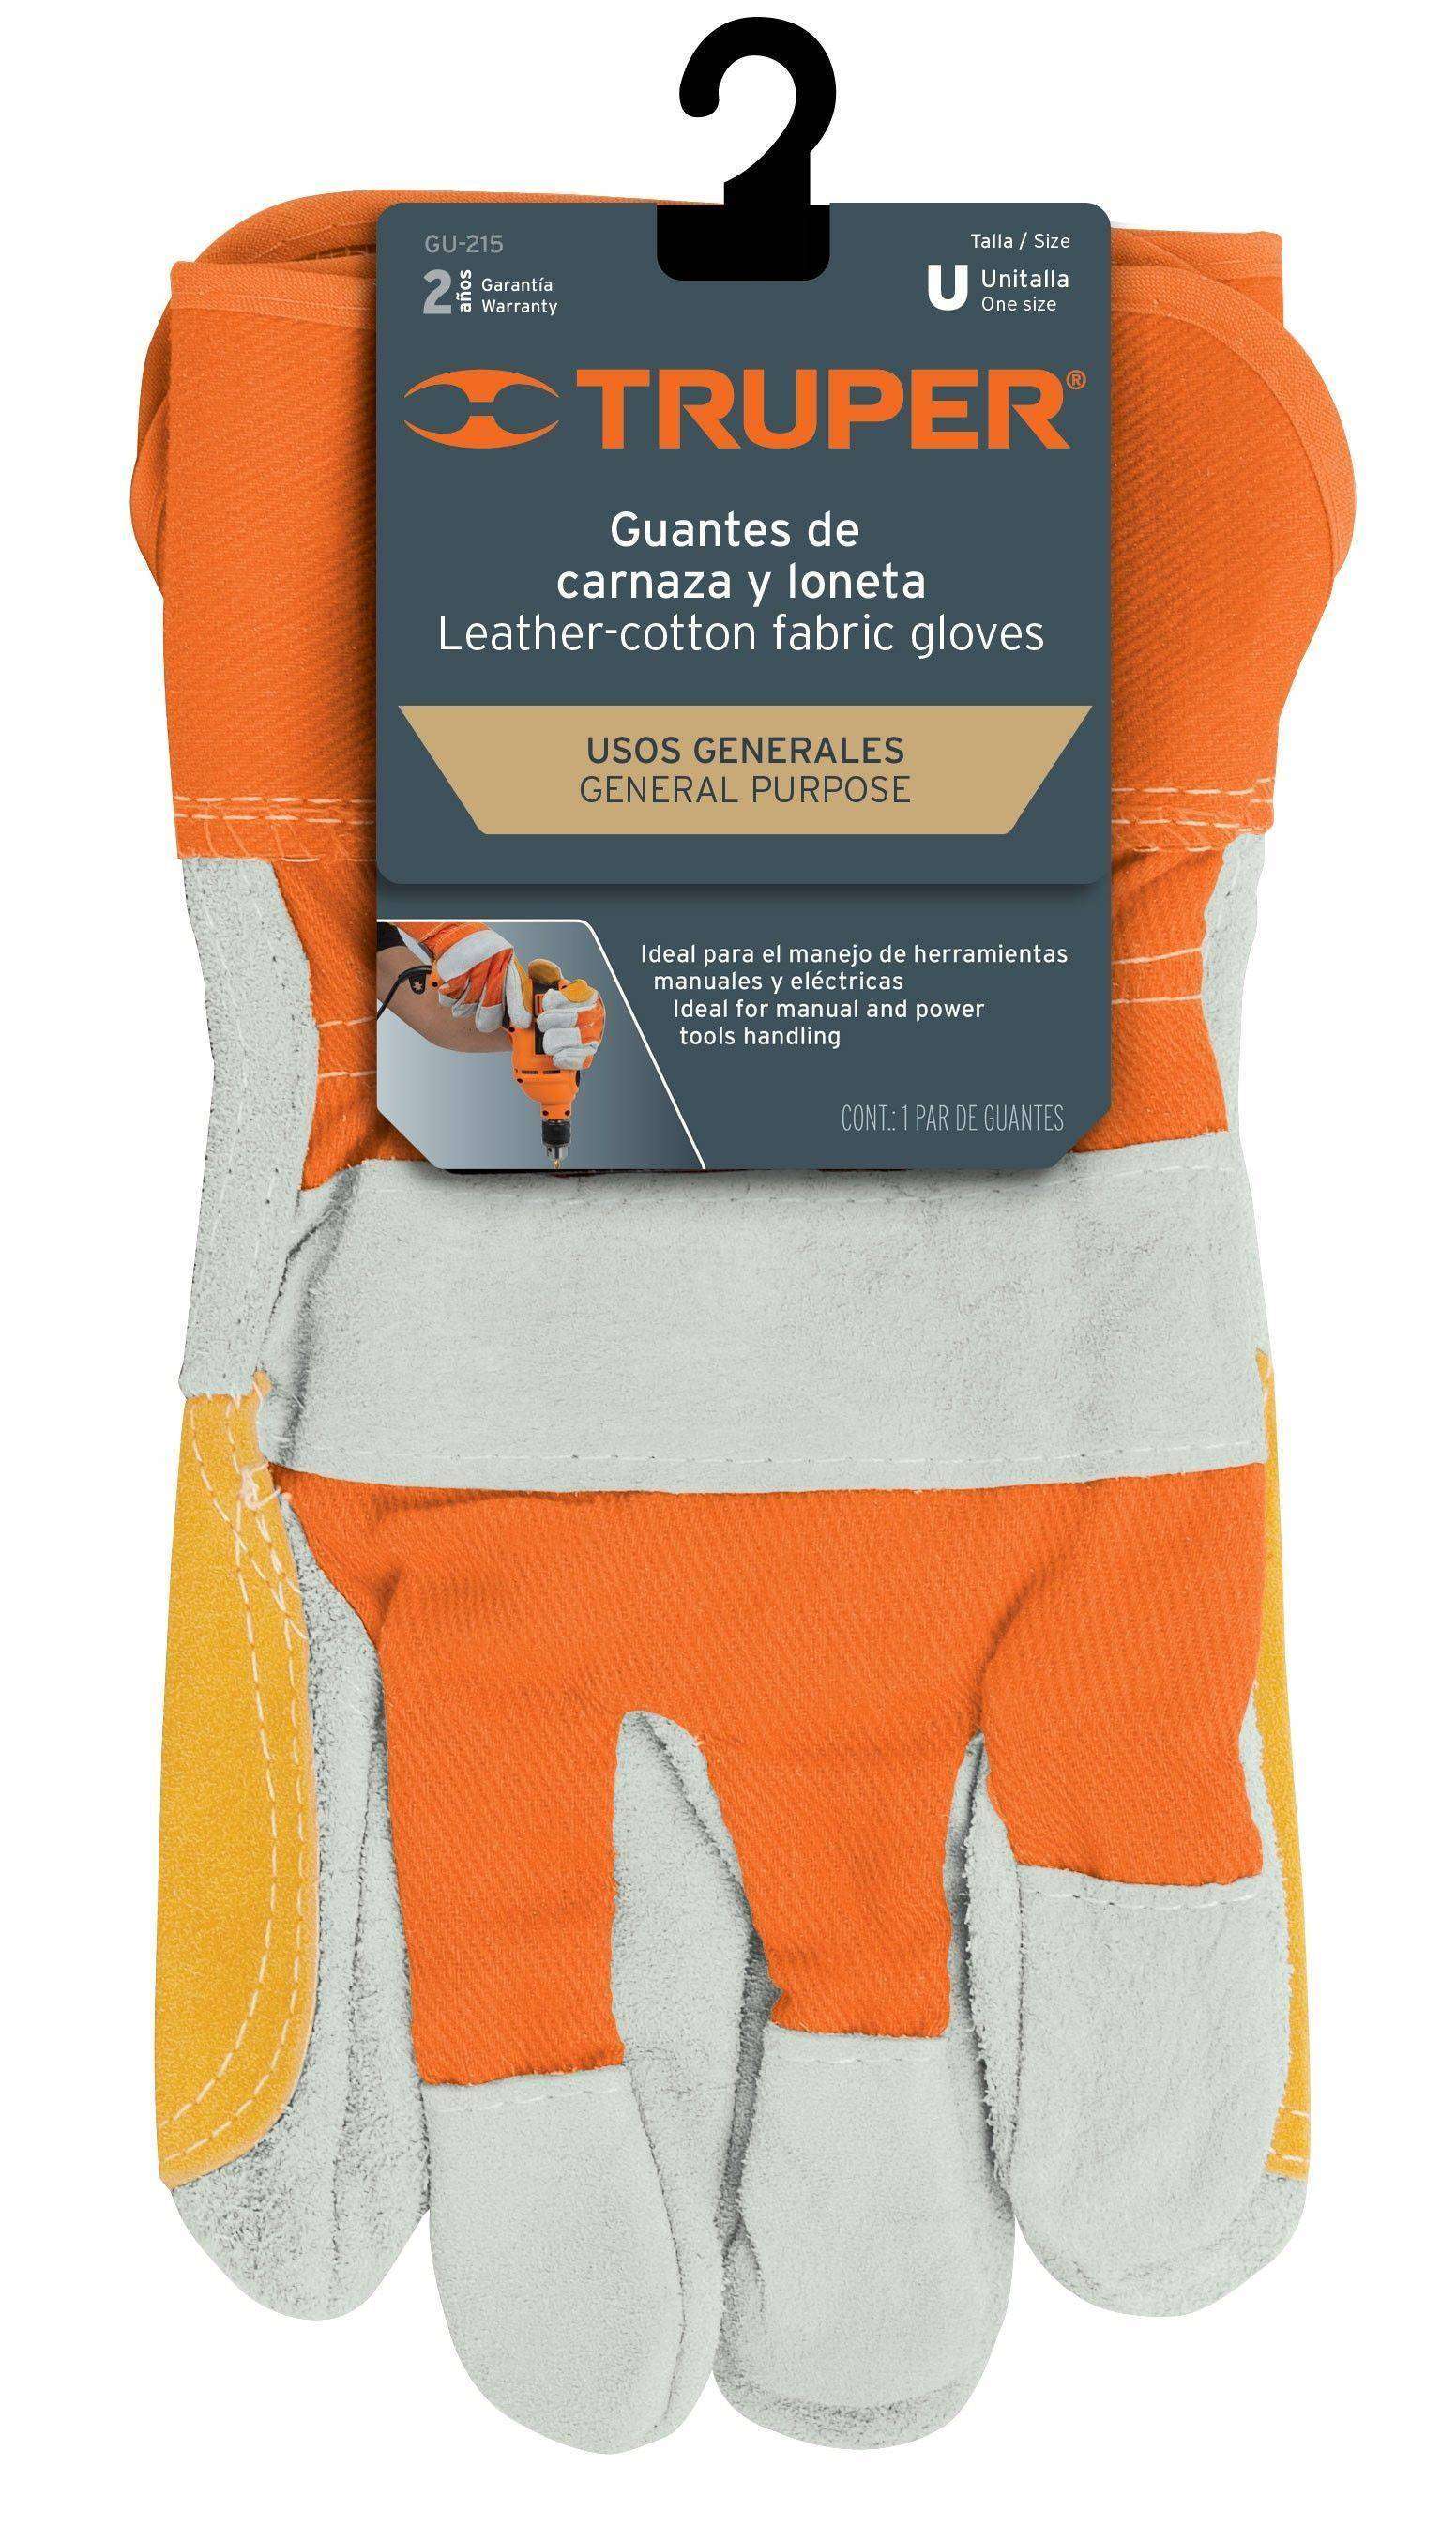 GU-215
2 años Garantía
Warranty
Talla / Size
U Unitalla
One size
TRUPER®
Guantes de
carnaza y loneta
Leather-cotton fabric gloves
USOS GENERALES
GENERAL PURPOSE
Ideal para el manejo de herramientas
manuales y eléctricas
Ideal for manual and power
tools handling
CONT.: 1 PAR DE GUANTES